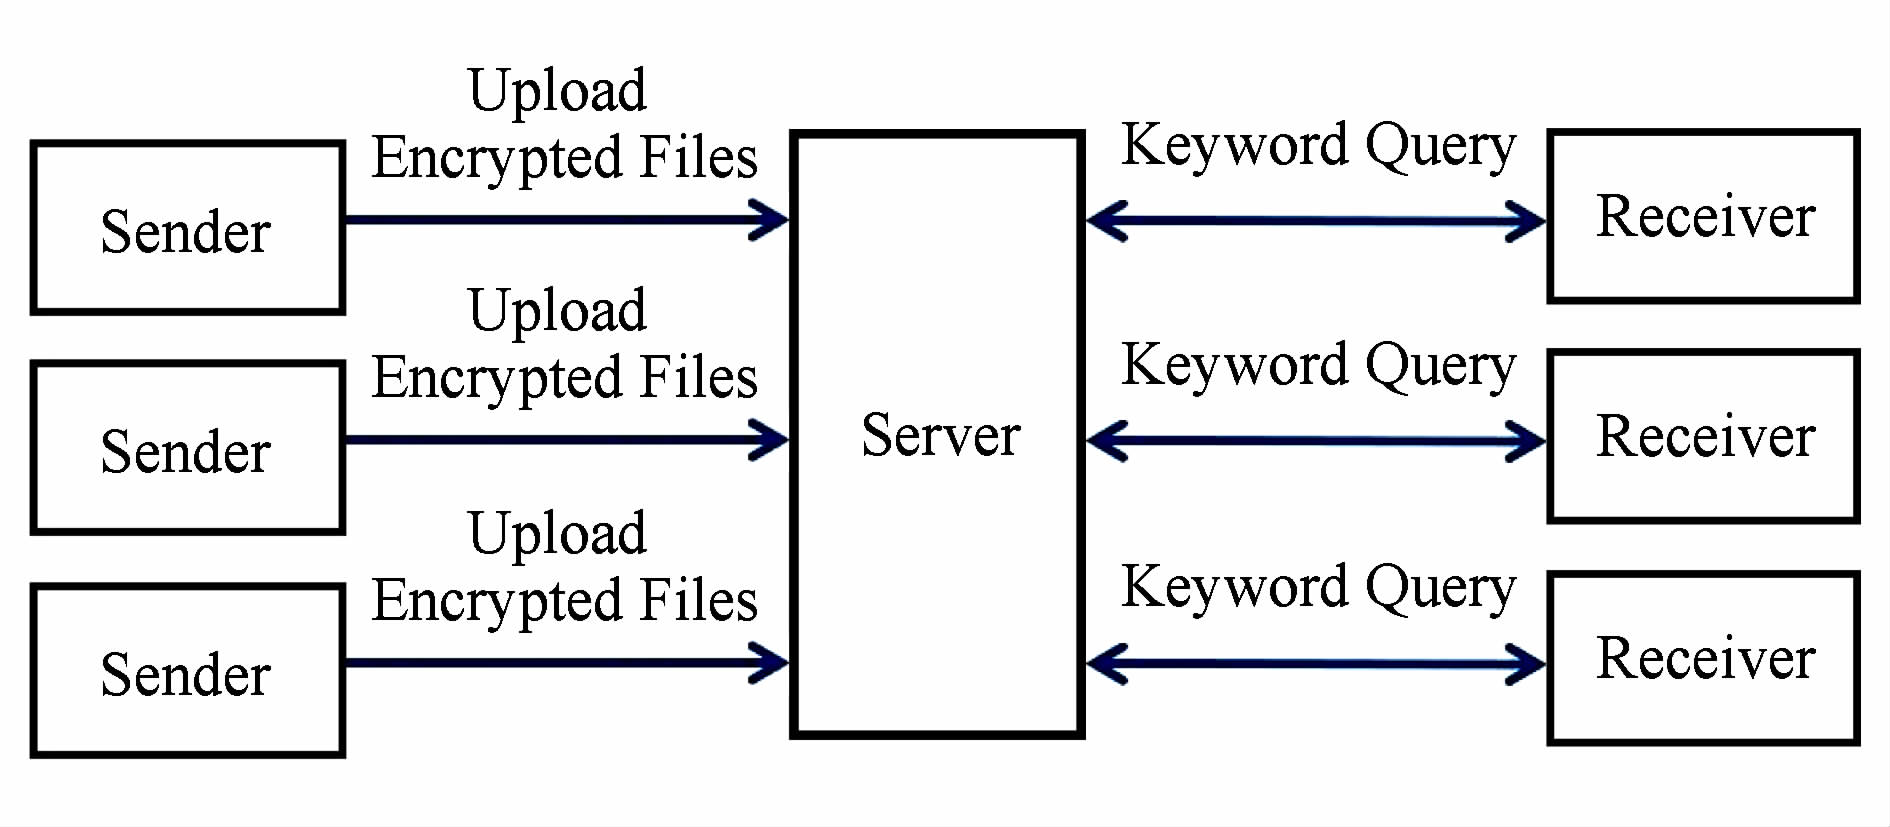 Upload
Encrypted Files
Keyword Query
Sender
Receiver
Upload
Encrypted Files
Keyword Query
Sender
Server
Receiver
Upload
Encrypted Files
Keyword Query
Sender
Receiver